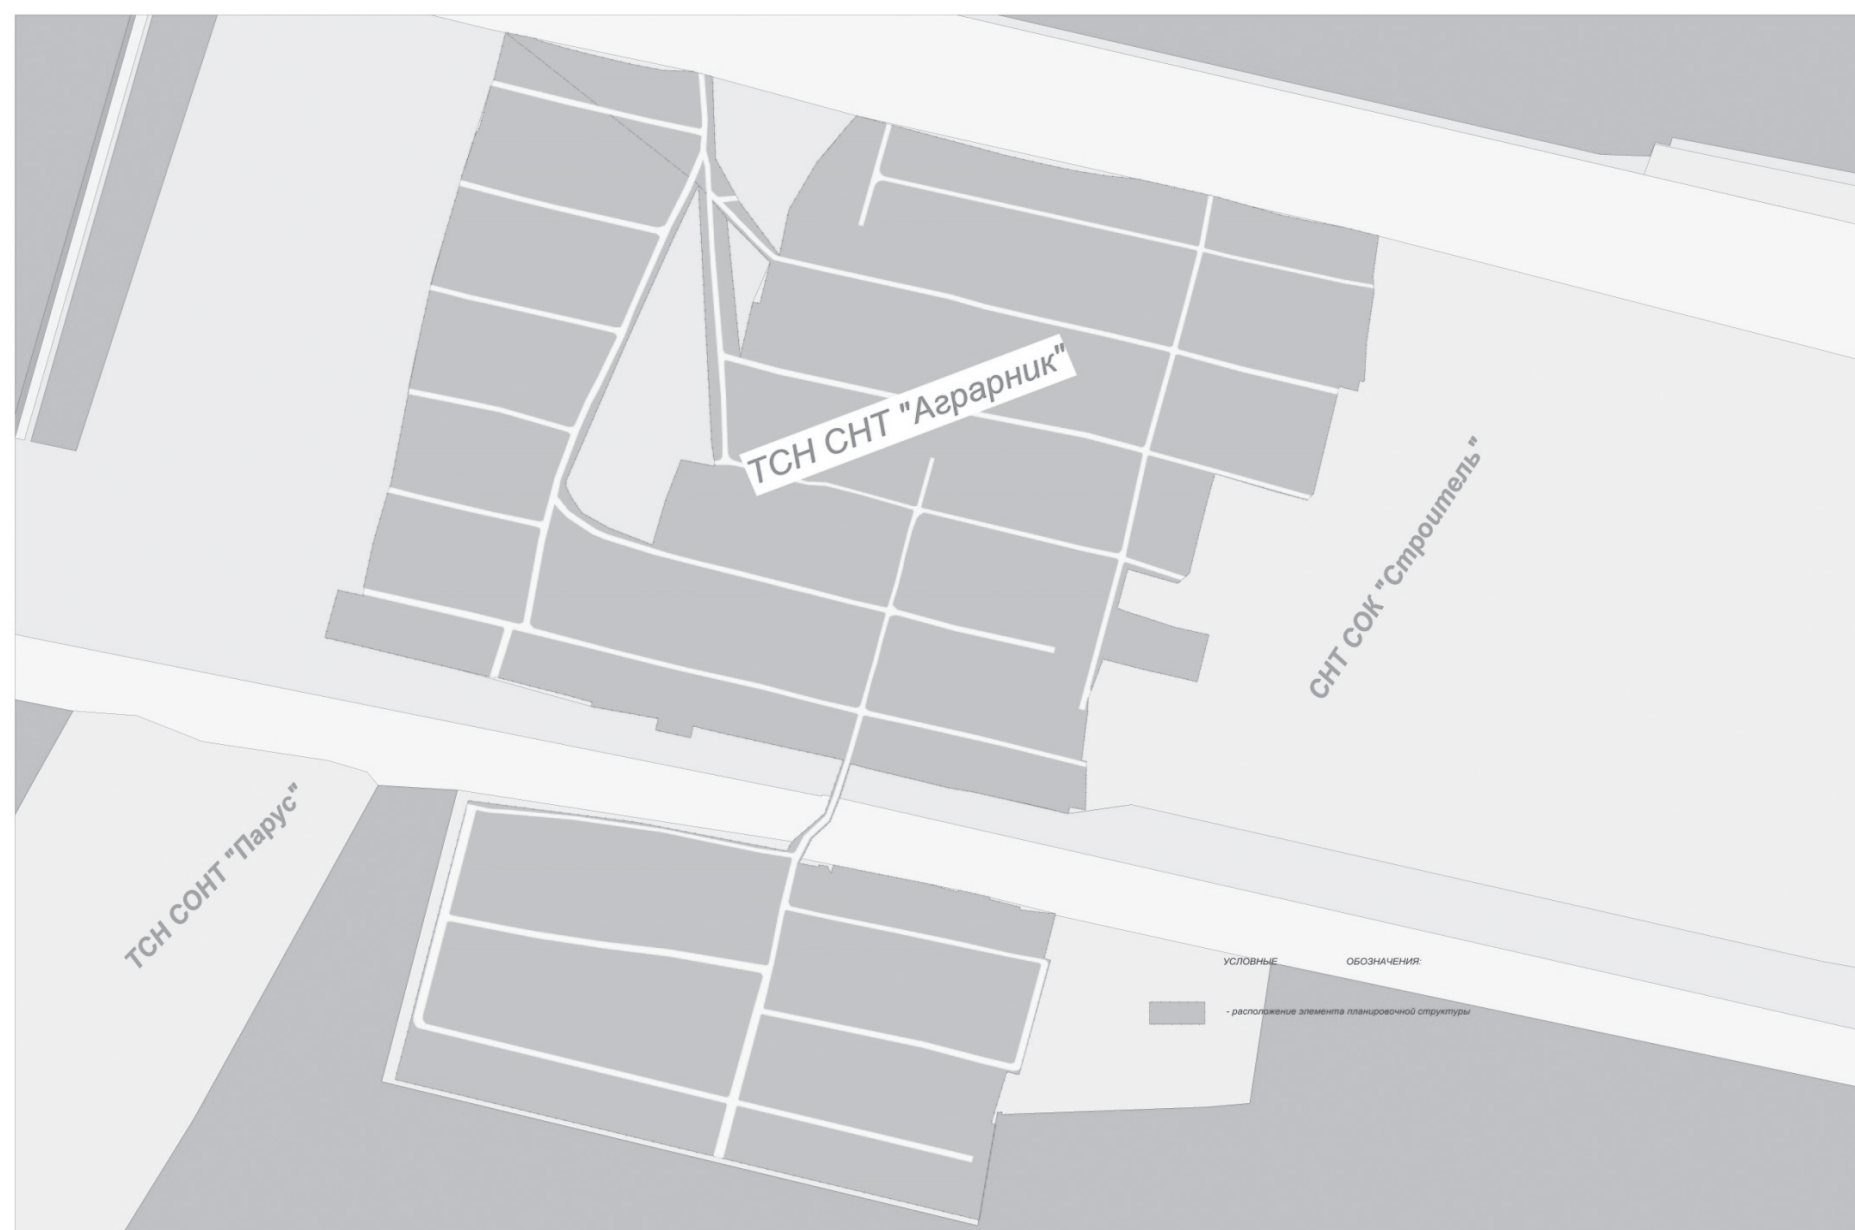 ТСН СНТ "Аграрник"
СНТ СОК "Строитель"
ТСН СОНТ "Парус"
УСЛОВНЫЕ ОБОЗНАЧЕНИЯ:
- расположение элемента планировочной структуры